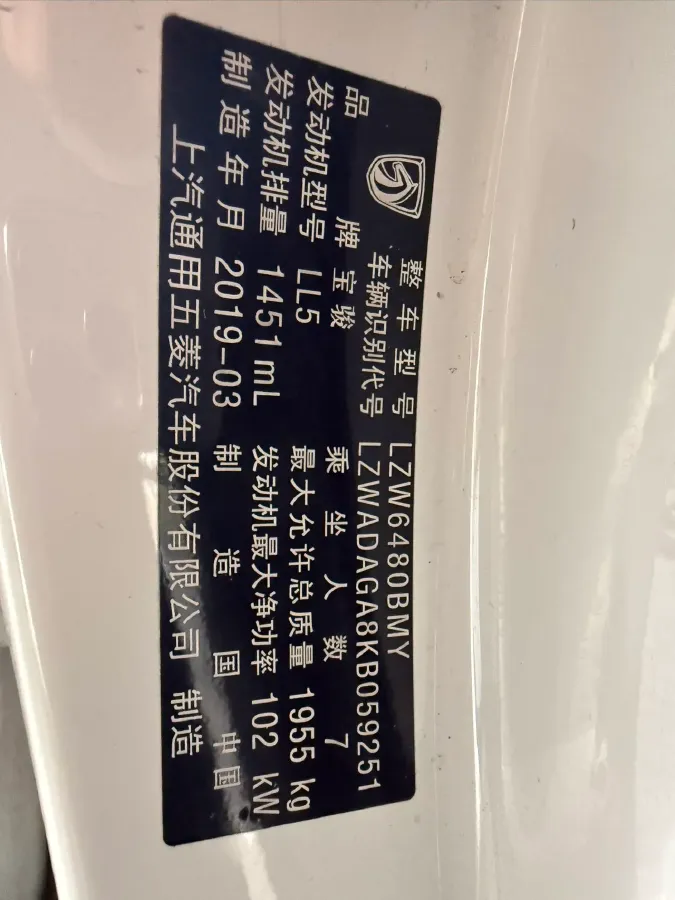 整车型号 LZW6480BMY
车辆识别代号 LZWADAGA8KB059251
品牌 宝骏 乘坐人数 7
发动机型号 LL5 最大允许总质量 1955 kg
发动机排量 1451 mL 发动机最大净功率 102 kW
制造年月 2019-03 制造国 中国
上汽通用五菱汽车股份有限公司 制造